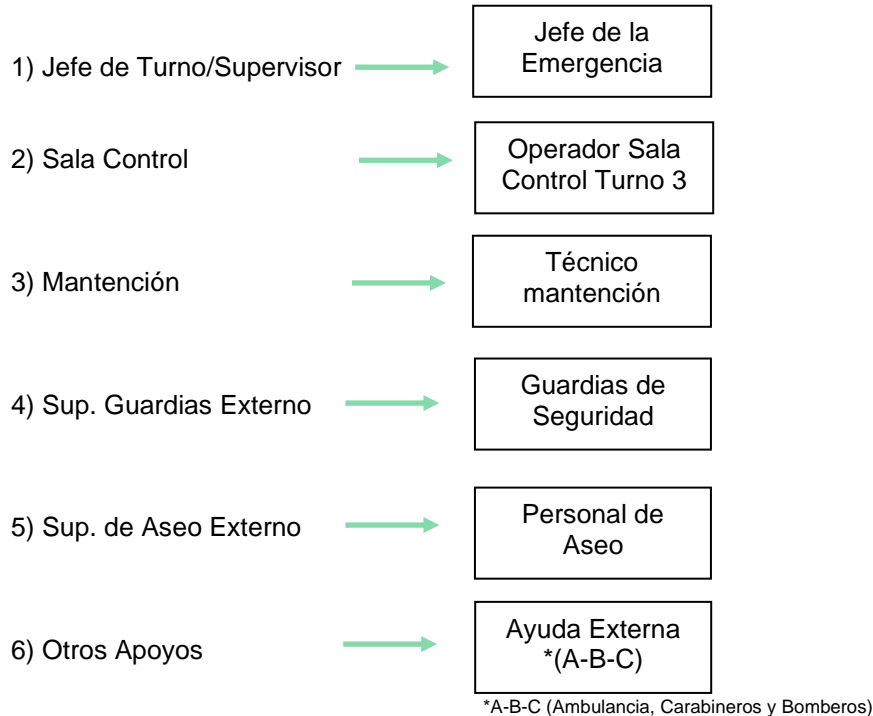 1) Jefe de Turno/Supervisor
Jefe de la
Emergencia
2) Sala Control
Operador Sala
Control Turno 3
3) Mantención
Técnico
mantención
4) Sup. Guardias Externo
Guardias de
Seguridad
5) Sup. de Aseo Externo
Personal de
Aseo
6) Otros Apoyos
Ayuda Externa
*(A-B-C)
*A-B-C (Ambulancia, Carabineros y Bomberos)